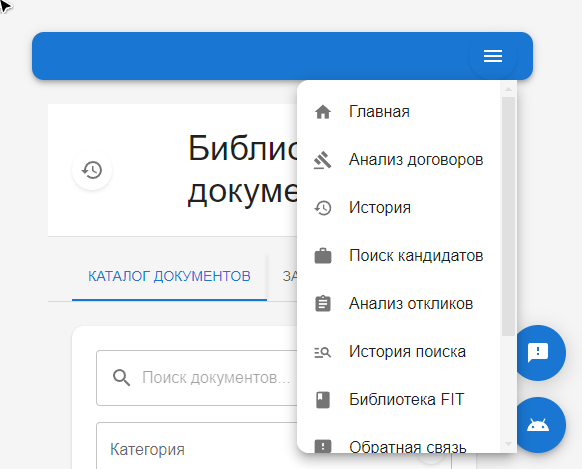 Главная
Библио
Анализ договоров
докуме
История
Поиск кандидатов
КАТАЛОГ ДОКУМЕНТОВ
ЗА
Анализ откликов
История поиска
Поиск документов...
Библиотека FIT
Категория
Обратная связь